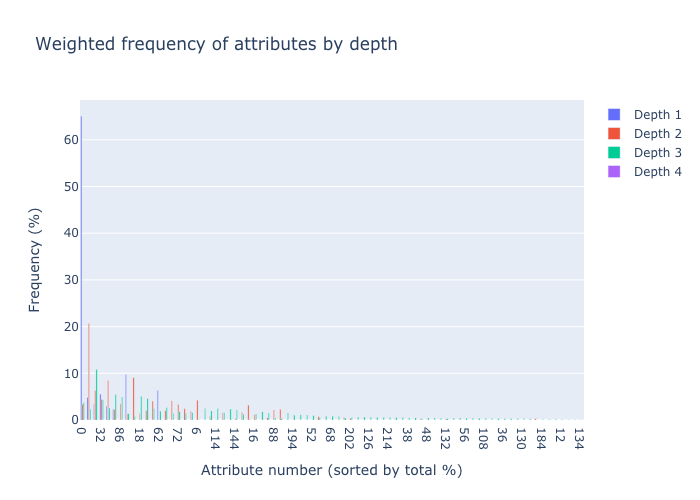 Weighted frequency of attributes by depth
Depth 1
Depth 2
Depth 3
Depth 4
Frequency (%)
60
50
40
30
20
10
0
0 32 86 18 62 72 6 114 144 16 88 194 52 68 202 126 214 38 48 132 56 108 36 130 184 12 134
Attribute number (sorted by total %)